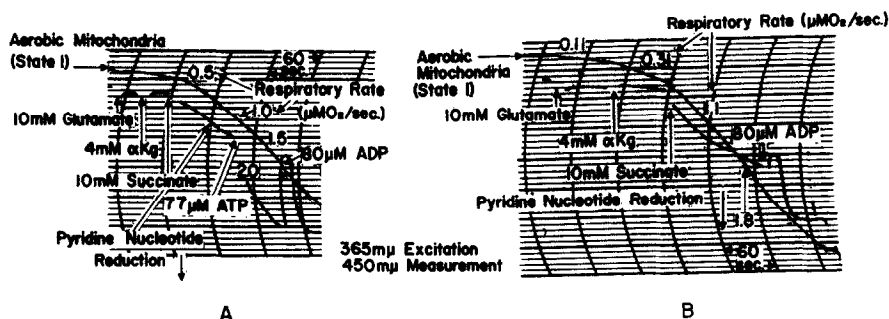 Aerobic Mitochondria
(State I)
0.5
60
sec.
Respiratory Rate
(μMO₂/sec.)
1.0
1.5
10mM Glutamate
4mM αKg.
10mM Succinate
77μM ATP
20
80μM ADP
Pyridine Nucleotide
Reduction
365mμ Excitation
450mμ Measurement
A
Respiratory Rate (μMO₂/sec.)
Aerobic
Mitochondria
(State I)
0.11
0.31
10mM Glutamate
4mM αKg.
10mM Succinate
1.1
80μM ADP
Pyridine Nucleotide Reduction
1.8
60
sec.
B